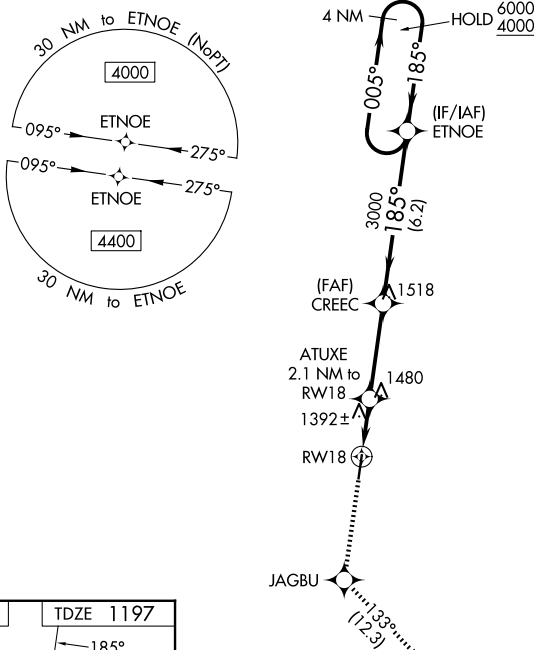 30 NM to ETNOE (NoPT)
4000
ETNOE
095°
275°
095°
275°
ETNOE
4400
30 NM to ETNOE
4 NM
HOLD
6000
4000
005°
185°
(IF/IAF)
ETNOE
3000
185°
(6.2)
(FAF)
CREEC
1518
ATUXE
2.1 NM to
RW18
1480
1392±
RW18
JAGBU
133°
(12.3)
TDZE 1197
185°